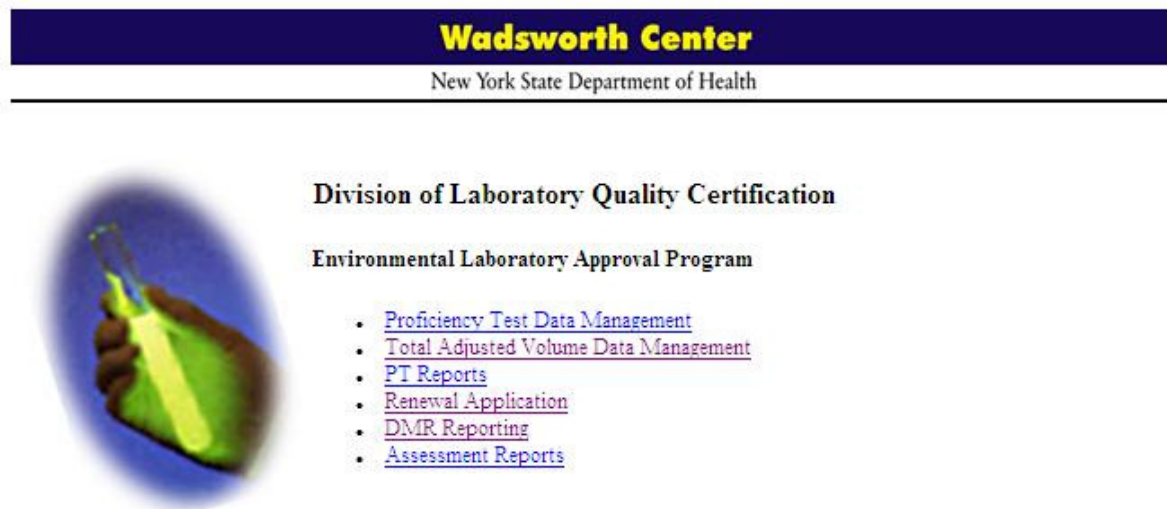 Wadsworth Center
New York State Department of Health
Division of Laboratory Quality Certification
Environmental Laboratory Approval Program
Proficiency Test Data Management
Total Adjusted Volume Data Management
PT Reports
Renewal Application
DMR Reporting
Assessment Reports